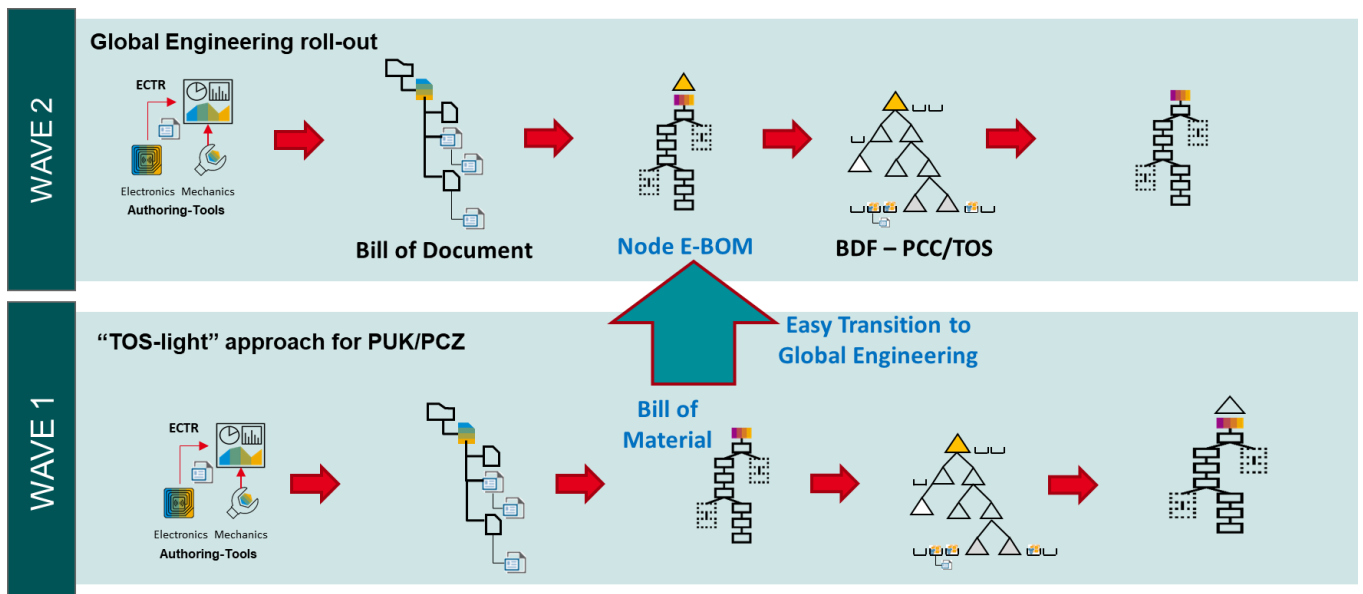 WAVE 2
Global Engineering roll-out
ECTR
Electronics Mechanics
Authoring-Tools
Bill of Document
Node E-BOM
BDF – PCC/TOS
WAVE 1
“TOS-light” approach for PUK/PCZ
Easy Transition to
Global Engineering
ECTR
Electronics Mechanics
Authoring-Tools
Bill of
Material